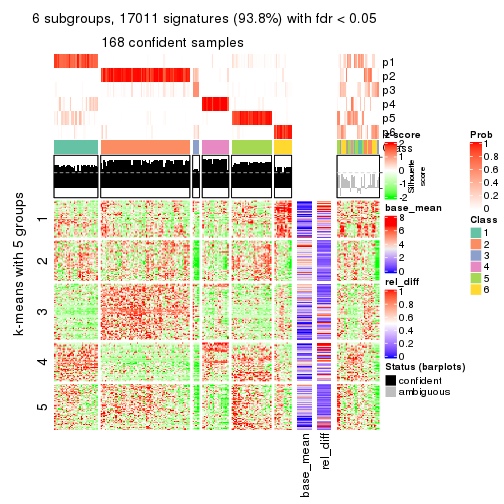 6 subgroups, 17011 signatures (93.8%) with fdr < 0.05
168 confident samples
p1
p2
p3
p4
p5
p6
Class
z-score
2
1
0
-1
-2
Silhouette
score
Prob
1
0.8
0.6
0.4
0.2
0
base_mean
8
6
4
2
0
Class
1
2
3
4
5
6
rel_diff
1
0.8
0.6
0.4
0.2
0
Status (barplots)
confident
ambiguous
k-means with 5 groups
1
2
3
4
5
base_mean
rel_diff